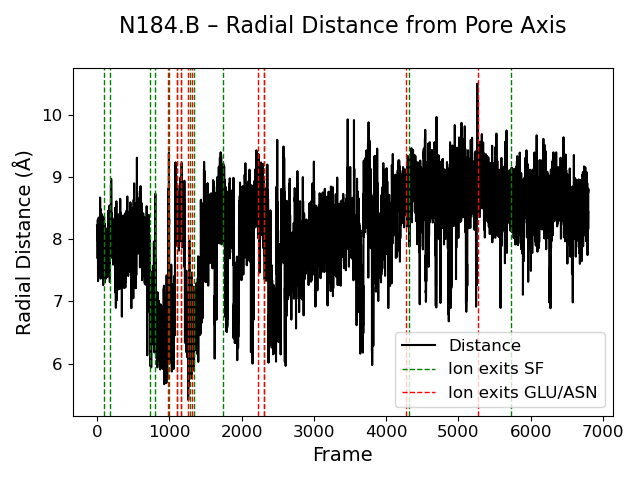 N184.B – Radial Distance from Pore Axis
Radial Distance (Å)
10
9
8
7
6
Distance
Ion exits SF
Ion exits GLU/ASN
0 1000 2000 3000 4000 5000 6000 7000
Frame